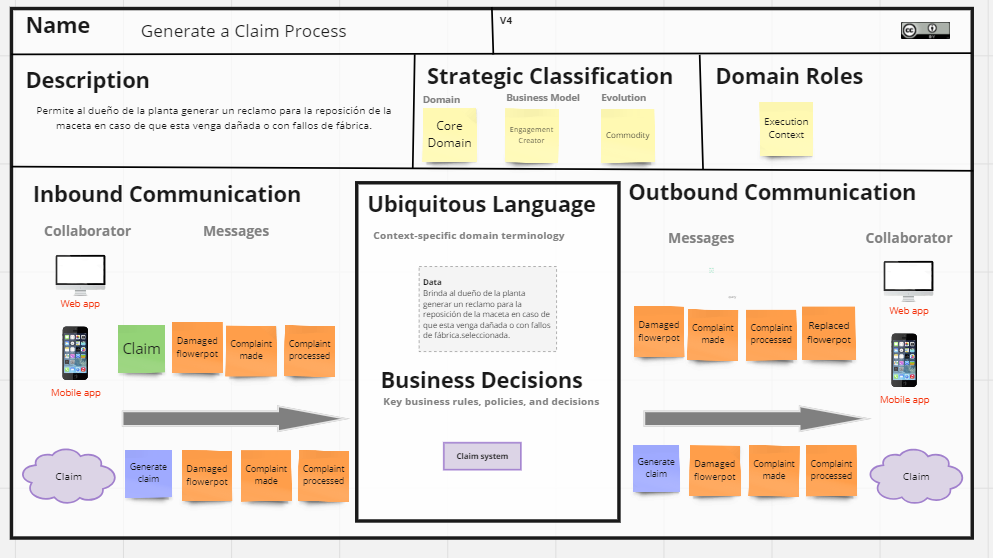 Name
Generate a Claim Process
V4
Description
Permite al dueño de la planta generar un reclamo para la reposición de la
maceta en caso de que esta venga dañada o con fallos de fábrica.
Strategic Classification
Domain
Business Model
Evolution
Core
Domain
Engagement
Creator
Commodity
Domain Roles
Execution
Context
Inbound Communication
Collaborator
Messages
Web app
Mobile app
Claim
Damaged
flowerpot
Complaint
made
Complaint
processed
Claim
Generate
claim
Damaged
flowerpot
Complaint
made
Complaint
processed
Ubiquitous Language
Context-specific domain terminology
Data
Brinda al dueño de la planta
generar un reclamo para la
reposición de la maceta en caso de
que esta venga dañada o con fallos
de fábrica.seleccionada.
Business Decisions
Key business rules, policies, and decisions
Claim system
Outbound Communication
Messages
Collaborator
Web app
Mobile app
Damaged
flowerpot
Complaint
made
Complaint
processed
Replaced
flowerpot
Generate
claim
Damaged
flowerpot
Complaint
made
Complaint
processed
Claim
cc
BY